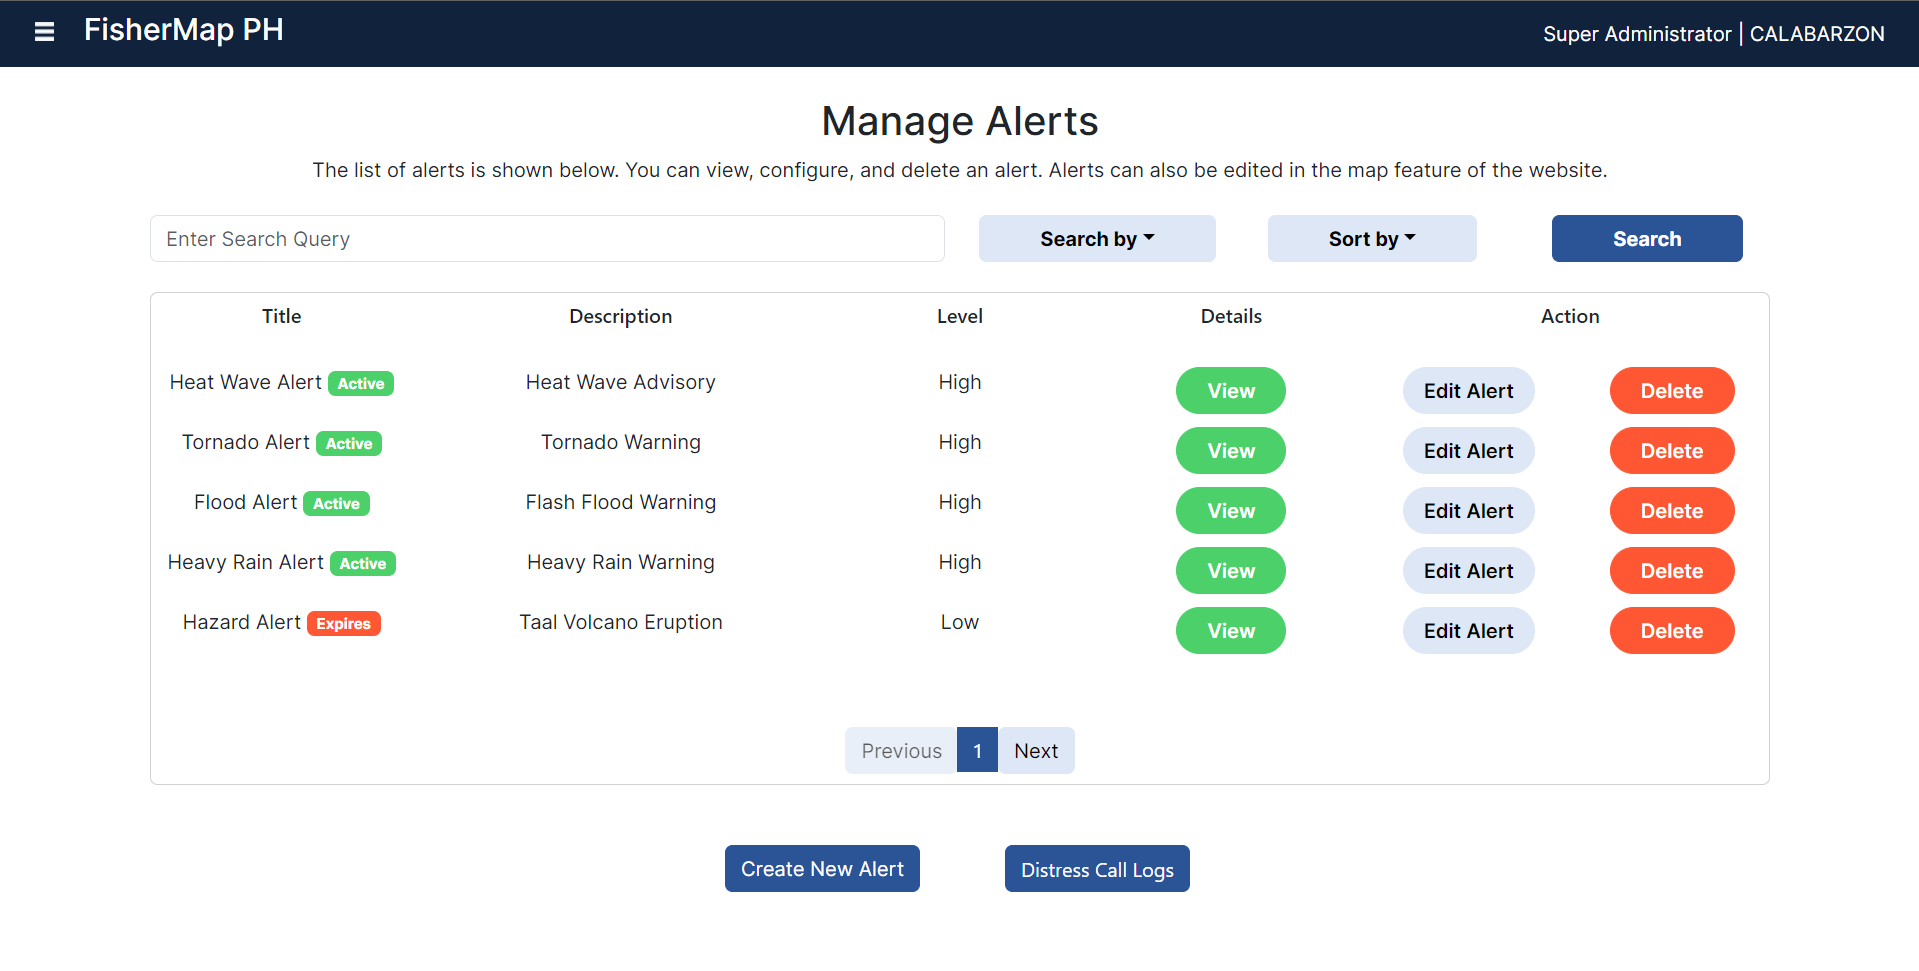 FisherMap PH
Super Administrator | CALABARZON
Manage Alerts
The list of alerts is shown below. You can view, configure, and delete an alert. Alerts can also be edited in the map feature of the website.
Enter Search Query
Search by
Sort by
Search
Title Description Level Details Action
Heat Wave Alert Active Heat Wave Advisory High View Edit Alert Delete
Tornado Alert Active Tornado Warning High View Edit Alert Delete
Flood Alert Active Flash Flood Warning High View Edit Alert Delete
Heavy Rain Alert Active Heavy Rain Warning High View Edit Alert Delete
Hazard Alert Expires Taal Volcano Eruption Low View Edit Alert Delete
Previous 1 Next
Create New Alert
Distress Call Logs